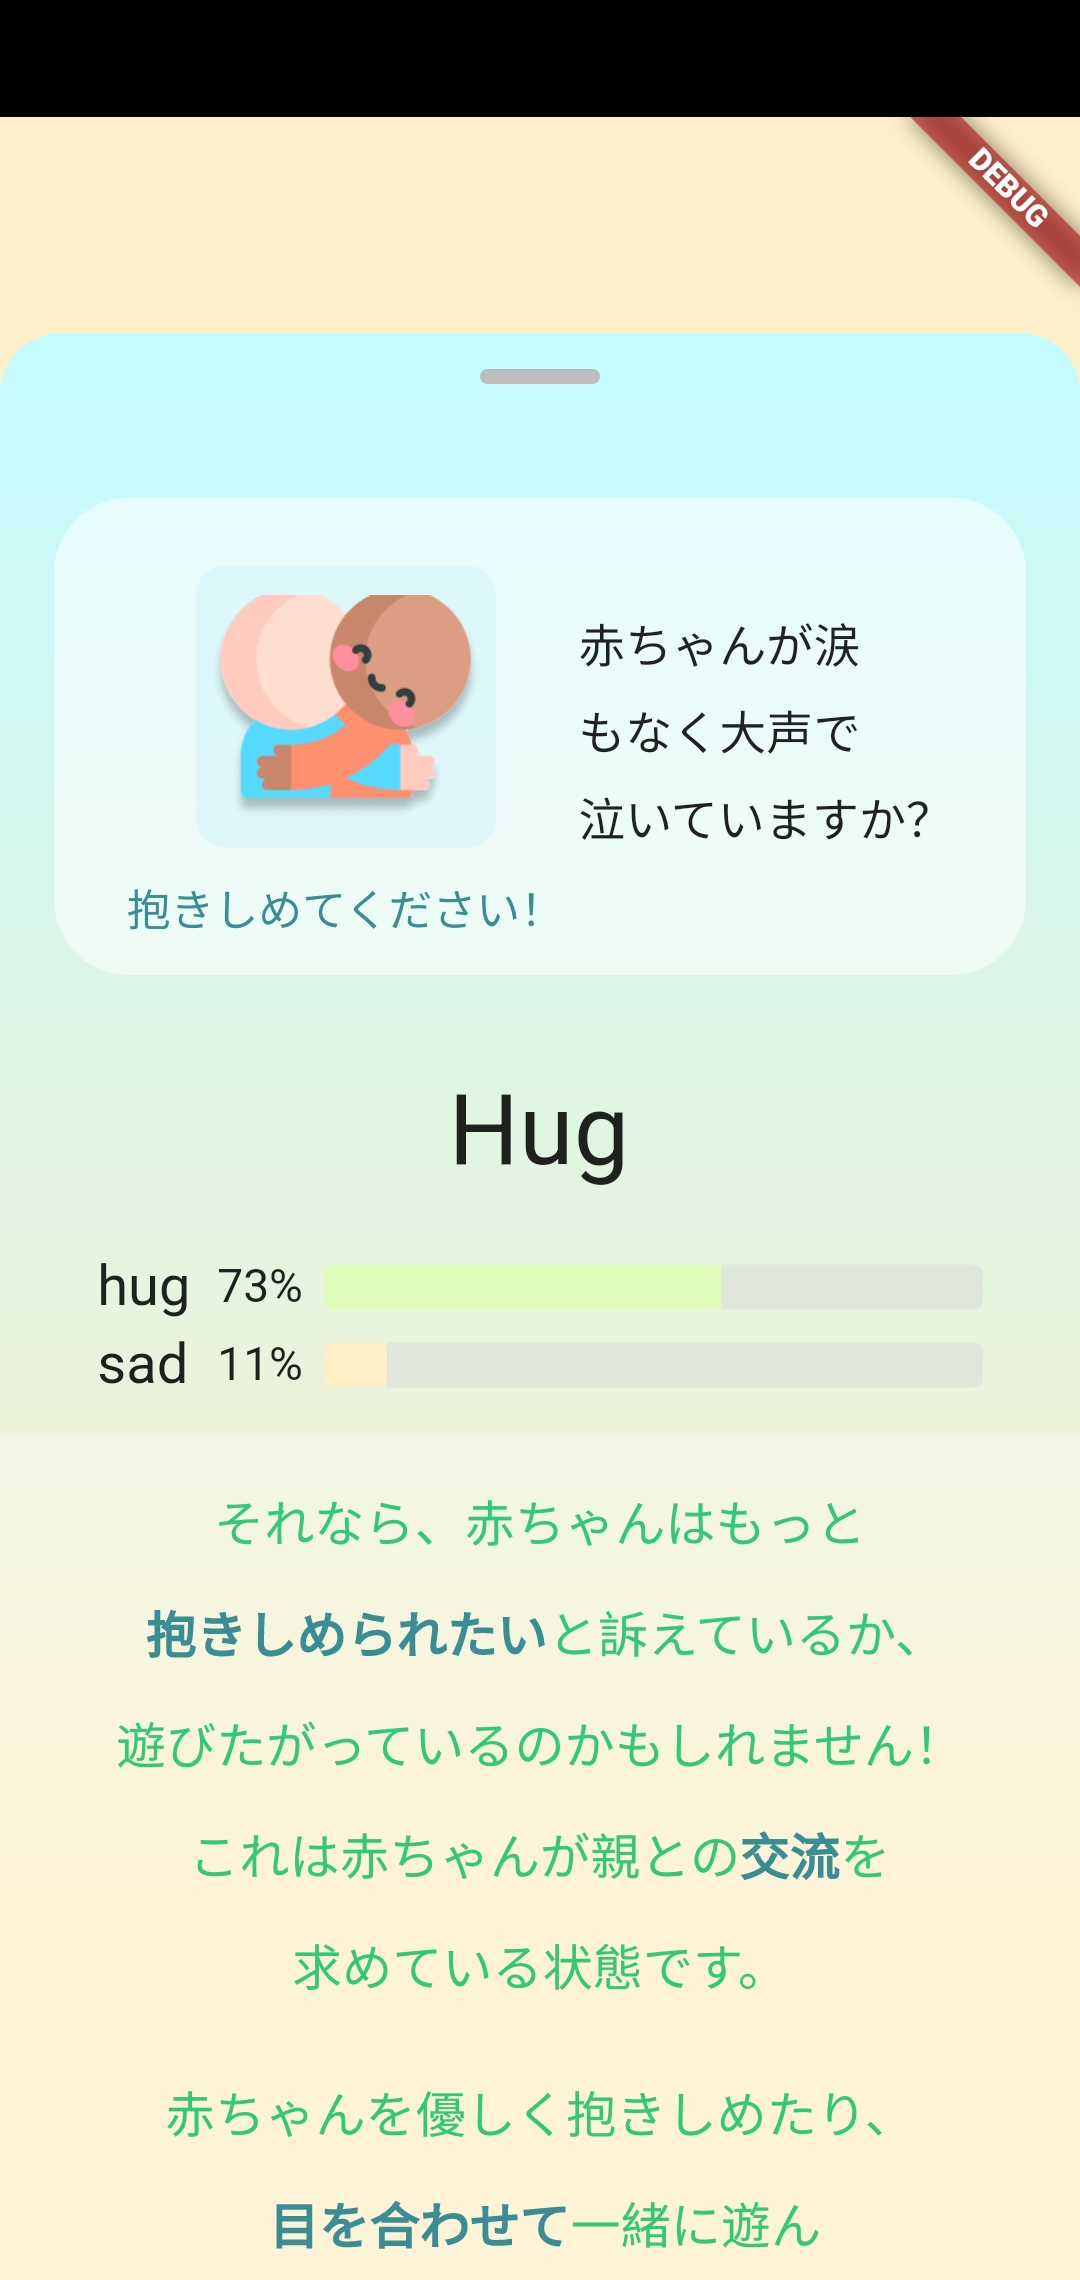 DEBUG
赤ちゃんが涙
もなく大声で
泣いていますか?
抱きしめてください!
Hug
hug 73%
sad 11%
それなら、赤ちゃんはもっと
抱きしめられたいと訴えているか、
遊びたがっているのかもしれません!
これは赤ちゃんが親との交流を
求めている状態です。
赤ちゃんを優しく抱きしめたり、
目を合わせて一緒に遊ん